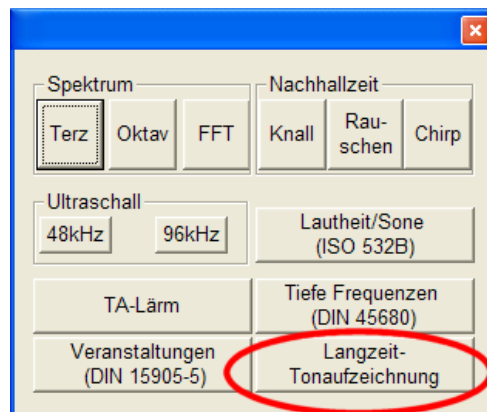 Spektrum
Nachhallzeit
Terz
Oktav
FFT
Knall
Rau-
schen
Chirp
Ultraschall
48kHz
96kHz
Lautheit/Sone
(ISO 532B)
TA-Lärm
Tiefe Frequenzen
(DIN 45680)
Veranstaltungen
(DIN 15905-5)
Langzeit-
Tonaufzeichnung